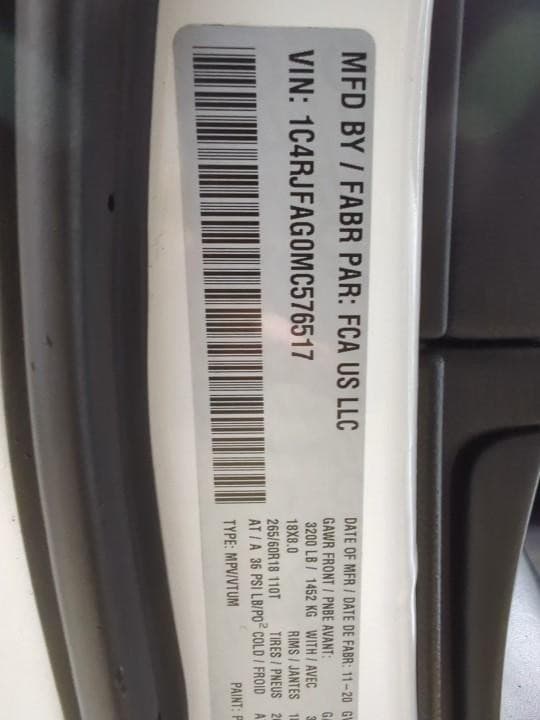 MFD BY / FABR PAR: FCA US LLC
VIN: 1C4RJFAG0MC576517
DATE OF MFR / DATE DE FABR: 11-20
GAWR FRONT / PNBE AVANT:
3200 LB / 1452 KG WITH / AVEC
18X8.0 RIMS / JANTES
265/60R18 110T TIRES / PNEUS
AT / A 36 PSI LB/PO² COLD / FROID
TYPE: MPV/VTUM PAINT: